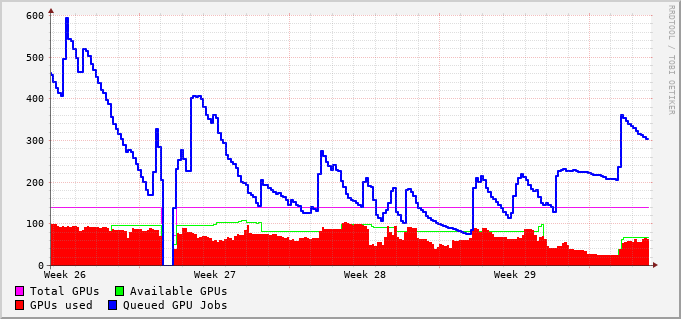 600
500
400
300
200
100
0
Week 26 Week 27 Week 28 Week 29
Total GPUs Available GPUs
GPUs used Queued GPU Jobs
RRDTOOL / TOBI OETIKER